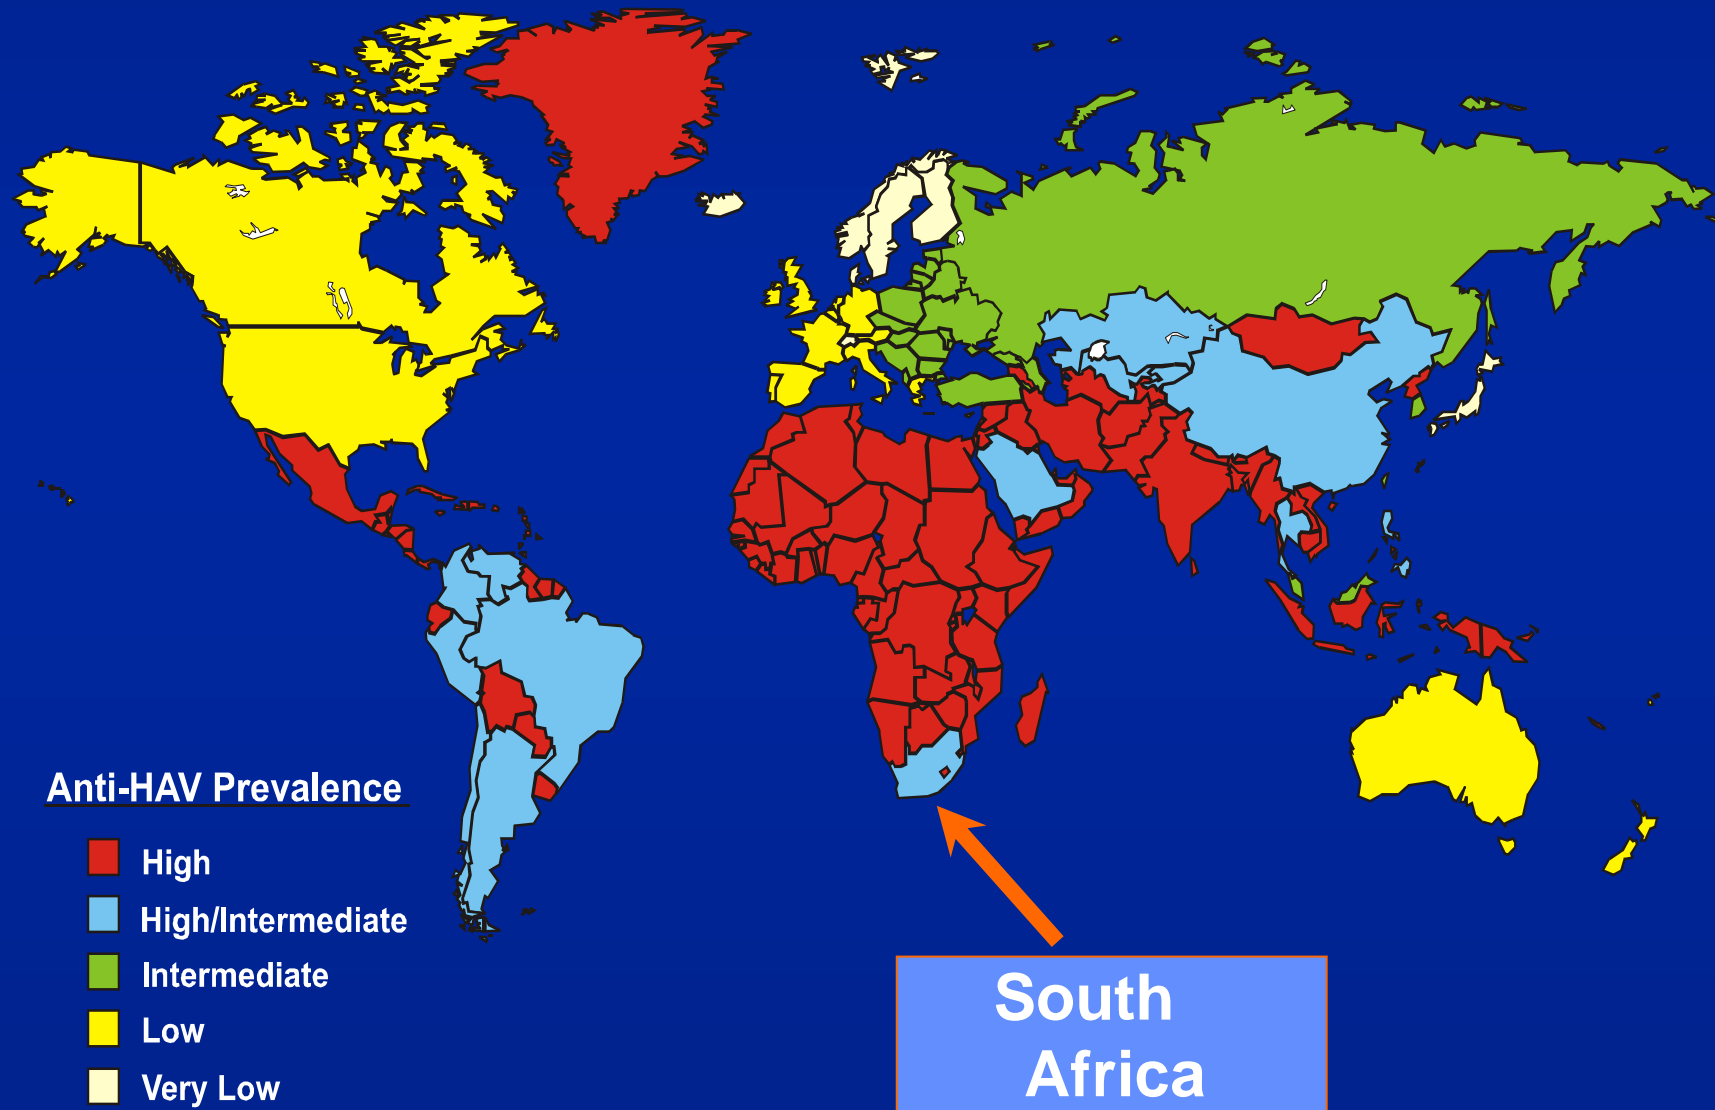 Anti-HAV Prevalence
High
High/Intermediate
Intermediate
Low
Very Low
South
Africa